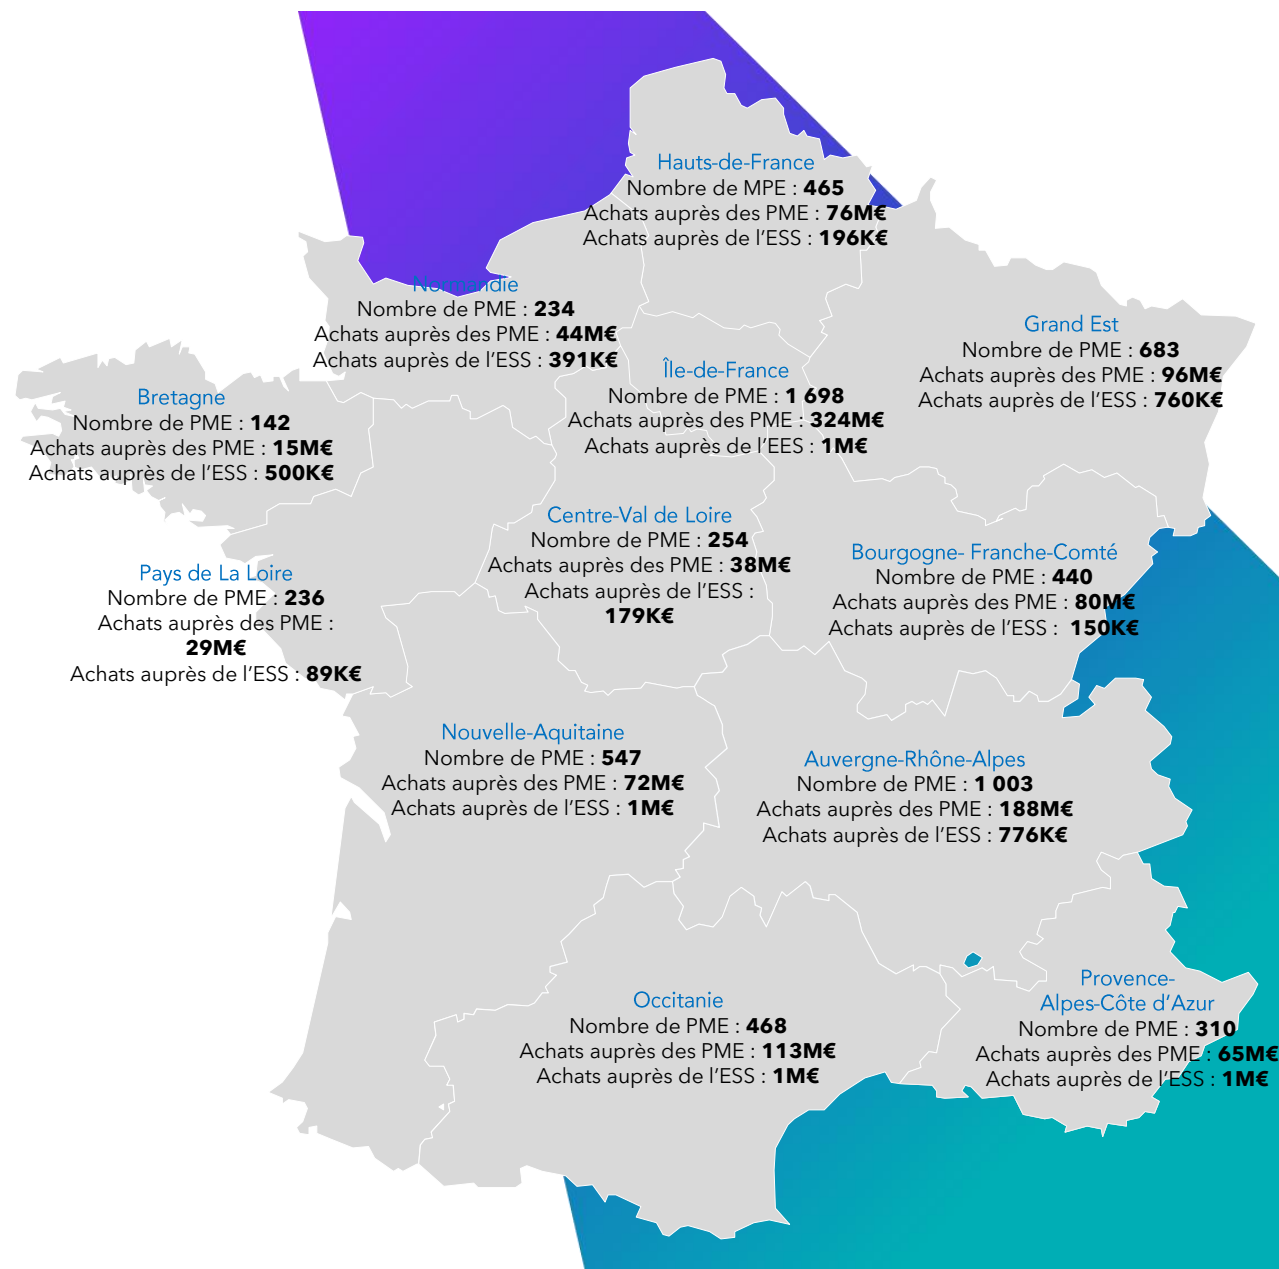 Hauts-de-France
Nombre de MPE : 465
Achats auprès des PME : 76M€
Achats auprès de l’ESS : 196K€
Normandie
Nombre de PME : 234
Achats auprès des PME : 44M€
Achats auprès de l’ESS : 391K€
Grand Est
Nombre de PME : 683
Achats auprès des PME : 96M€
Achats auprès de l’ESS : 760K€
Île-de-France
Nombre de PME : 1 698
Achats auprès des PME : 324M€
Achats auprès de l’EES : 1M€
Bretagne
Nombre de PME : 142
Achats auprès des PME : 15M€
Achats auprès de l’ESS : 500K€
Centre-Val de Loire
Nombre de PME : 254
Achats auprès des PME : 38M€
Achats auprès de l’ESS :
179K€
Bourgogne- Franche-Comté
Nombre de PME : 440
Achats auprès des PME : 80M€
Achats auprès de l’ESS : 150K€
Pays de La Loire
Nombre de PME : 236
Achats auprès des PME :
29M€
Achats auprès de l’ESS : 89K€
Nouvelle-Aquitaine
Nombre de PME : 547
Achats auprès des PME : 72M€
Achats auprès de l’ESS : 1M€
Auvergne-Rhône-Alpes
Nombre de PME : 1 003
Achats auprès des PME : 188M€
Achats auprès de l’ESS : 776K€
Occitanie
Nombre de PME : 468
Achats auprès des PME : 113M€
Achats auprès de l’ESS : 1M€
Provence-
Alpes-Côte d’Azur
Nombre de PME : 310
Achats auprès des PME : 65M€
Achats auprès de l’ESS : 1M€